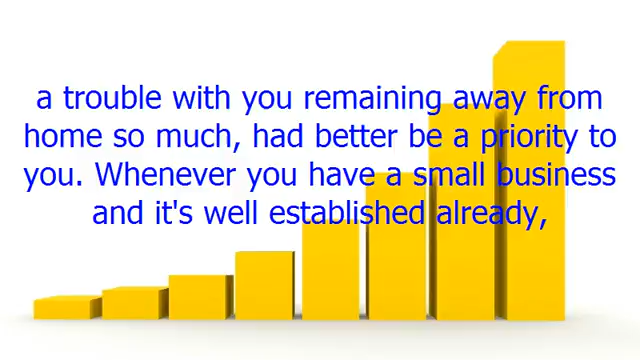 a trouble with you remaining away from
home so much, had better be a priority to
you. Whenever you have a small business
and it's well established already,